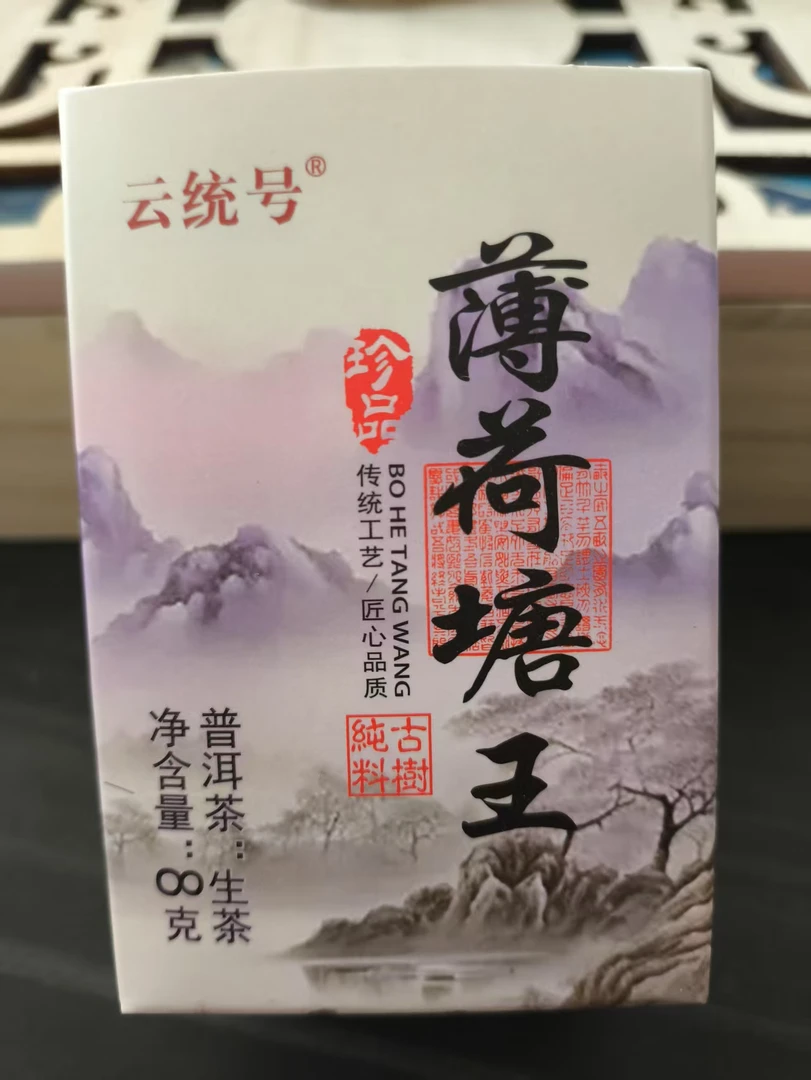 云统号®
薄荷塘王
珍品
BO HE TANG WANG
传统工艺/匠心品质
古樹
純料
普洱茶：生茶
净含量：8克